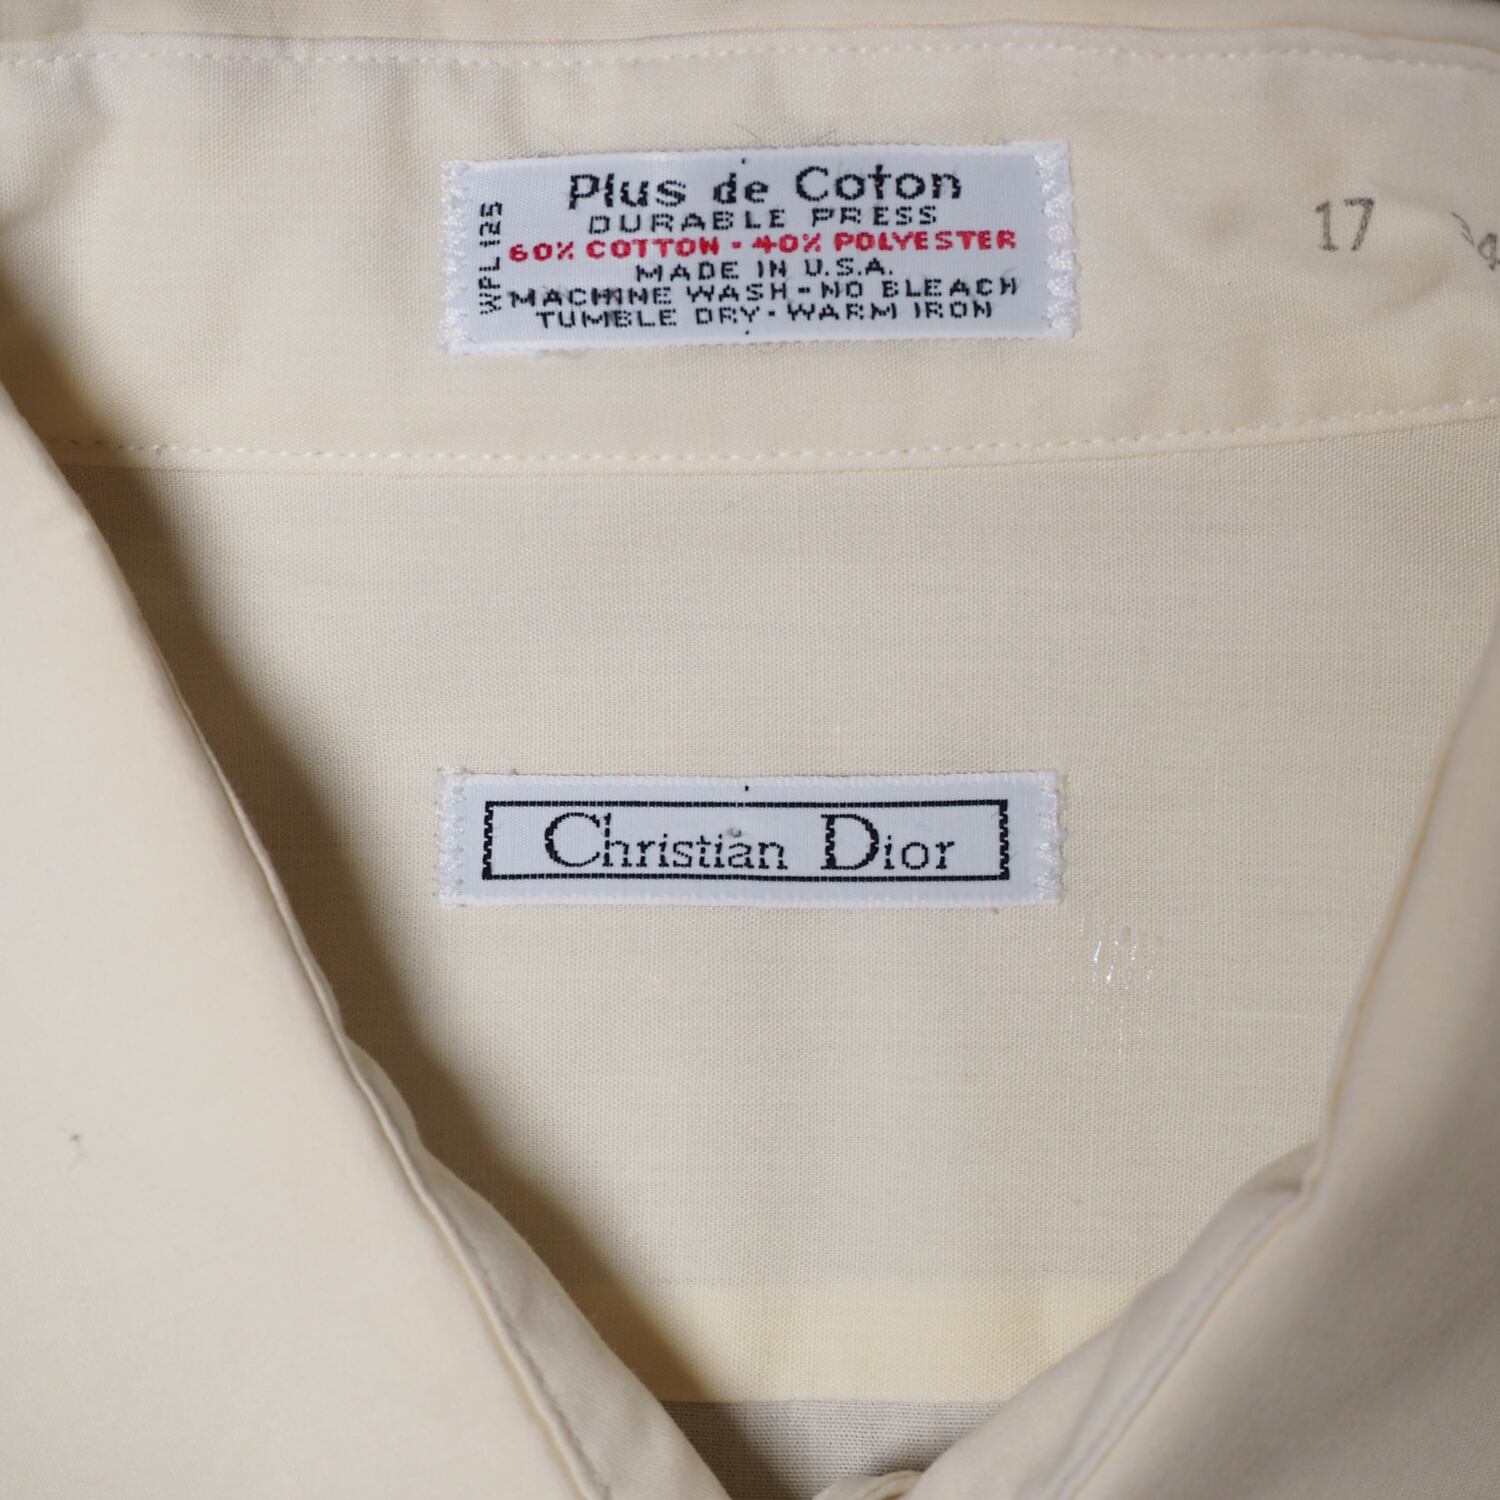 Plus de Coton
DURABLE PRESS
60% COTTON - 40% POLYESTER
MADE IN U.S.A.
MACHINE WASH - NO BLEACH
TUMBLE DRY - WARM IRON
WPL 125
17
Christian Dior